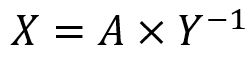 X = A × Y⁻¹